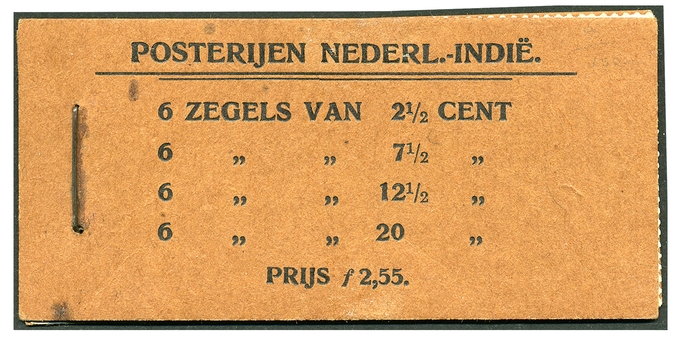 POSTERIJEN NEDERL.-INDIË.
6 ZEGELS VAN 2½ CENT
6 „ „ 7½ „
6 „ „ 12½ „
6 „ „ 20 „
PRIJS ƒ 2,55.